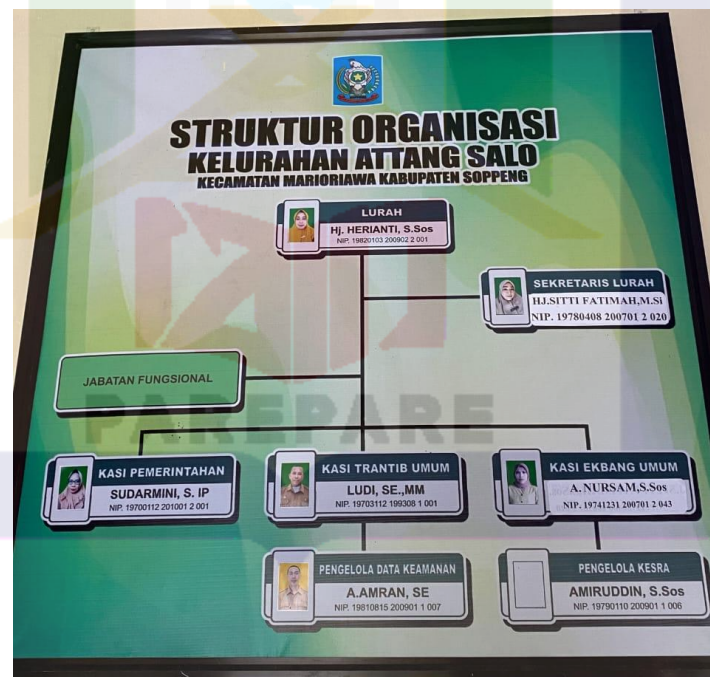 STRUKTUR ORGANISASI
KELURAHAN ATTANG SALO
KECAMATAN MARIORIAWA KABUPATEN SOPPENG
LURAH
Hj. HERIANTI, S.Sos
NIP. 19820103 200902 2 001
SEKRETARIS LURAH
HJ.SITTI FATIMAH,M.Si
NIP. 19780408 200701 2 020
JABATAN FUNGSIONAL
PAREPARE
KASI PEMERINTAHAN
SUDARMINI, S. IP
NIP. 19700112 201001 2 001
KASI TRANTIB UMUM
LUDI, SE.,MM
NIP. 19703112 199308 1 001
KASI EKBANG UMUM
A. NURSAM,S.Sos
NIP. 19741231 200701 2 043
PENGELOLA DATA KEAMANAN
A.AMRAN, SE
NIP. 19810815 200901 1 007
PENGELOLA KESRA
AMIRUDDIN, S.Sos
NIP. 19790110 200901 1 006